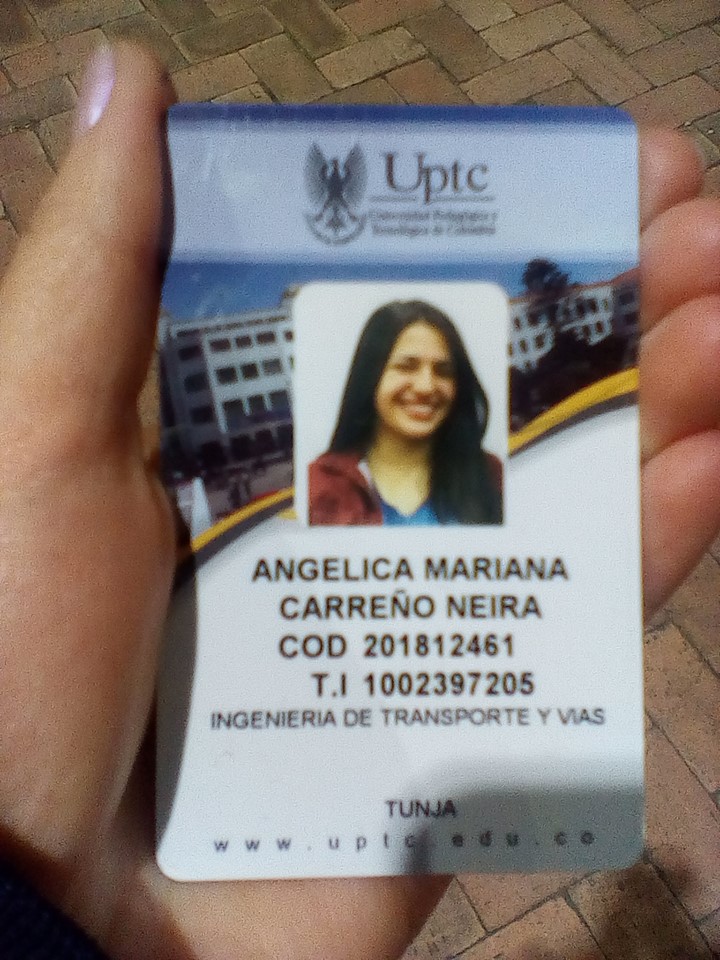 Uptc
Universidad Pedagógica y
Tecnológica de Colombia
ANGELICA MARIANA
CARREÑO NEIRA
COD 201812461
T.I 1002397205
INGENIERIA DE TRANSPORTE Y VIAS
TUNJA
www.uptc.edu.co